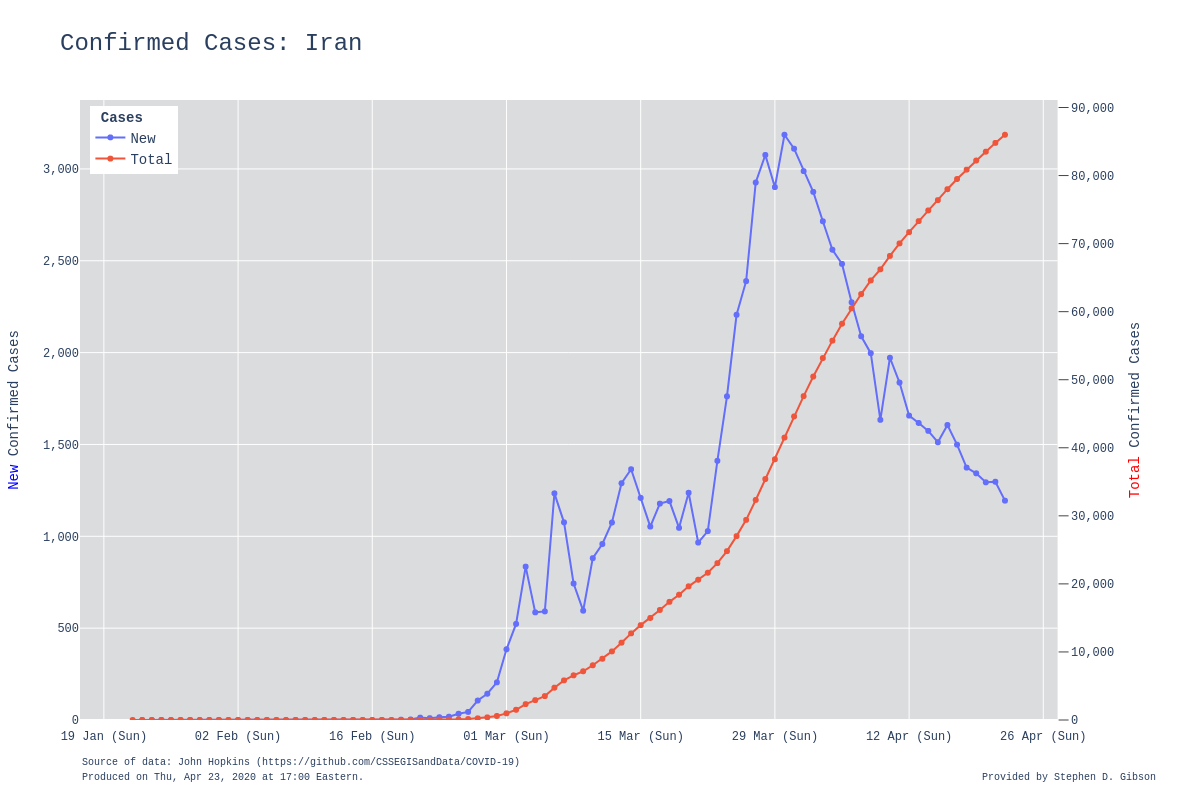 Confirmed Cases: Iran
Cases
New
Total
3,000
2,500
2,000
1,500
1,000
500
0
New Confirmed Cases
90,000
80,000
70,000
60,000
50,000
40,000
30,000
20,000
10,000
0
Total Confirmed Cases
19 Jan (Sun) 02 Feb (Sun) 16 Feb (Sun) 01 Mar (Sun) 15 Mar (Sun) 29 Mar (Sun) 12 Apr (Sun) 26 Apr (Sun)
Source of data: John Hopkins (https://github.com/CSSEGISandData/COVID-19)
Produced on Thu, Apr 23, 2020 at 17:00 Eastern.
Provided by Stephen D. Gibson